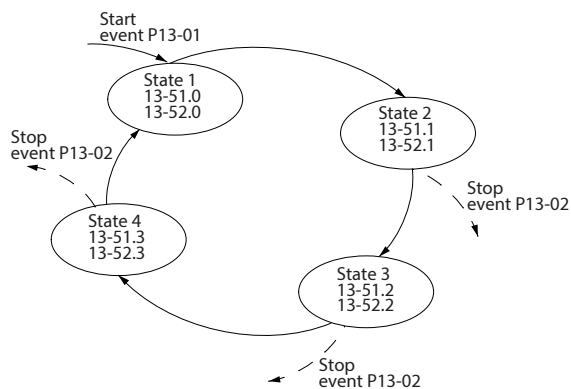 Start
event P13-01
State 1
13-51.0
13-52.0
State 2
13-51.1
13-52.1
Stop
event P13-02
Stop
event P13-02
State 4
13-51.3
13-52.3
State 3
13-51.2
13-52.2
Stop
event P13-02